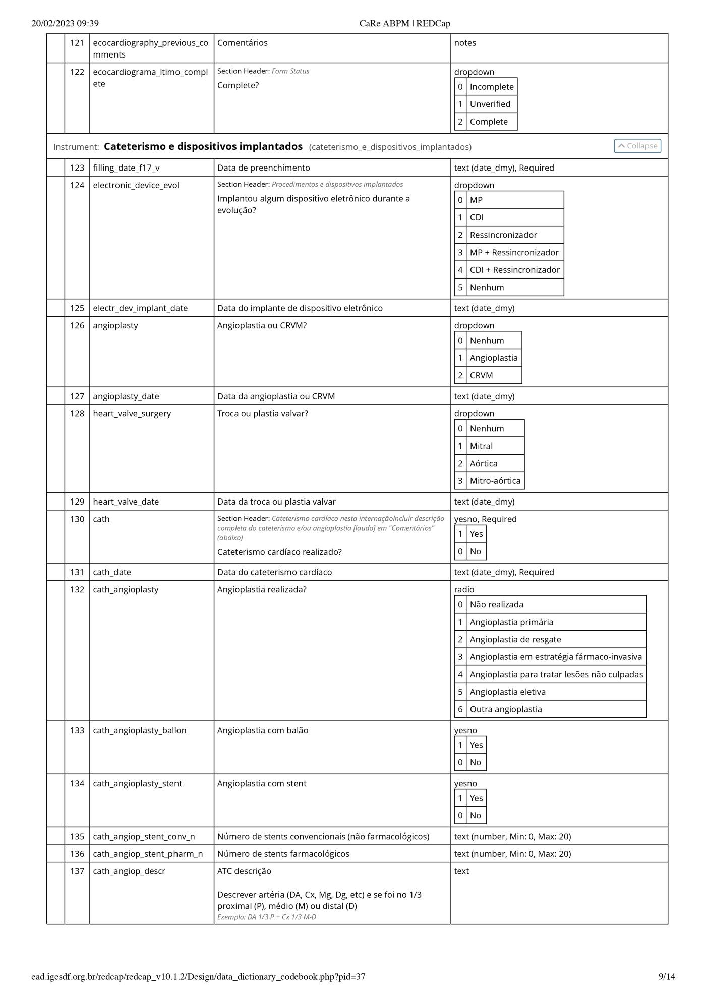 20/02/2023 09:39 CaRe ABPM | REDCap
121 ecocardiography_previous_co Comentários notes
mments
122 ecocardiograma_ltimo_compl Section Header: Form Status dropdown
ete Complete?
0 Incomplete
1 Unverified
2 Complete
Instrument: Cateterismo e dispositivos implantados (cateterismo_e_dispositivos_implantados) Collapse
123 filling_date_f17_v Data de preenchimento text (date_dmy), Required
124 electronic_device_evol Section Header: Procedimentos e dispositivos implantados dropdown
Implantou algum dispositivo eletrônico durante a
evolução?
0 MP
1 CDI
2 Ressincronizador
3 MP + Ressincronizador
4 CDI + Ressincronizador
5 Nenhum
125 electr_dev_implant_date Data do implante de dispositivo eletrônico text (date_dmy)
126 angioplasty Angioplastia ou CRVM? dropdown
0 Nenhum
1 Angioplastia
2 CRVM
127 angioplasty_date Data da angioplastia ou CRVM text (date_dmy)
128 heart_valve_surgery Troca ou plastia valvar? dropdown
0 Nenhum
1 Mitral
2 Aórtica
3 Mitro-aórtica
129 heart_valve_date Data da troca ou plastia valvar text (date_dmy)
130 cath Section Header: Cateterismo cardíaco nesta internaçãoIncluir descrição yesno, Required
completa do cateterismo e/ou angioplastia [laudo] em "Comentários"
(abaixo)
Cateterismo cardíaco realizado?
1 Yes
0 No
131 cath_date Data do cateterismo cardíaco text (date_dmy), Required
132 cath_angioplasty Angioplastia realizada? radio
0 Não realizada
1 Angioplastia primária
2 Angioplastia de resgate
3 Angioplastia em estratégia fármaco-invasiva
4 Angioplastia para tratar lesões não culpadas
5 Angioplastia eletiva
6 Outra angioplastia
133 cath_angioplasty_ballon Angioplastia com balão yesno
1 Yes
0 No
134 cath_angioplasty_stent Angioplastia com stent yesno
1 Yes
0 No
135 cath_angiop_stent_conv_n Número de stents convencionais (não farmacológicos) text (number, Min: 0, Max: 20)
136 cath_angiop_stent_pharm_n Número de stents farmacológicos text (number, Min: 0, Max: 20)
137 cath_angiop_descr ATC descrição text
Descrever artéria (DA, Cx, Mg, Dg, etc) e se foi no 1/3
proximal (P), médio (M) ou distal (D)
Exemplo: DA 1/3 P + Cx 1/3 M-D
ead.igesdf.org.br/redcap/redcap_v10.1.2/Design/data_dictionary_codebook.php?pid=37 9/14